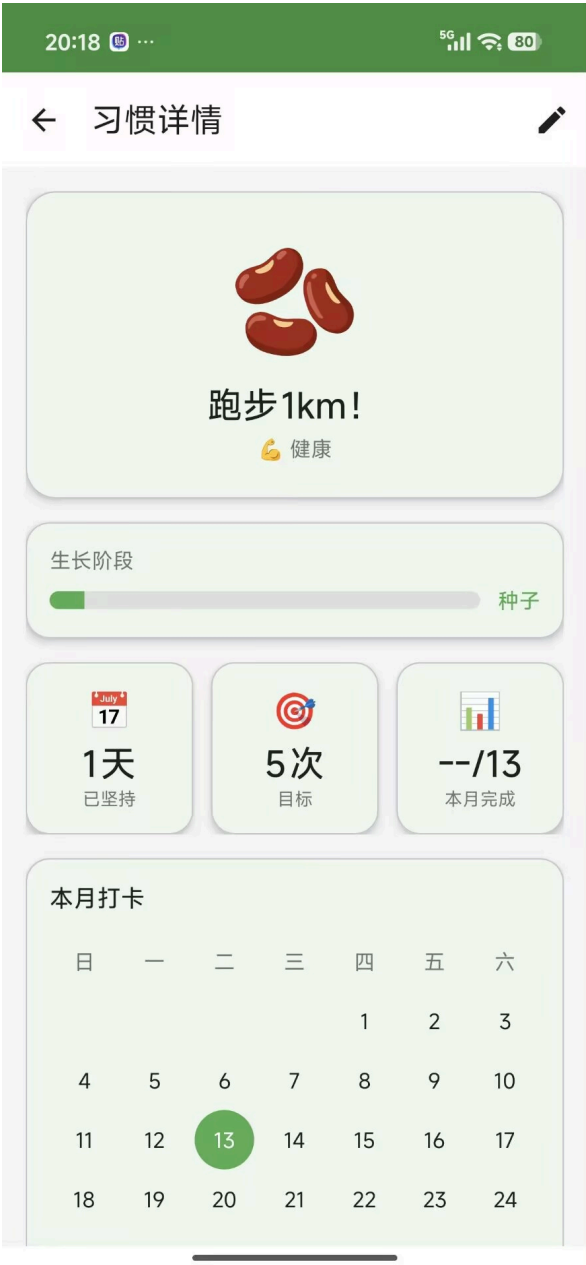 20:18 贴 ···
5G 80
习惯详情
跑步1km!
💪 健康
生长阶段
种子
July
17
1天
已坚持
5次
目标
--/13
本月完成
本月打卡
日 一 二 三 四 五 六
1 2 3
4 5 6 7 8 9 10
11 12 13 14 15 16 17
18 19 20 21 22 23 24